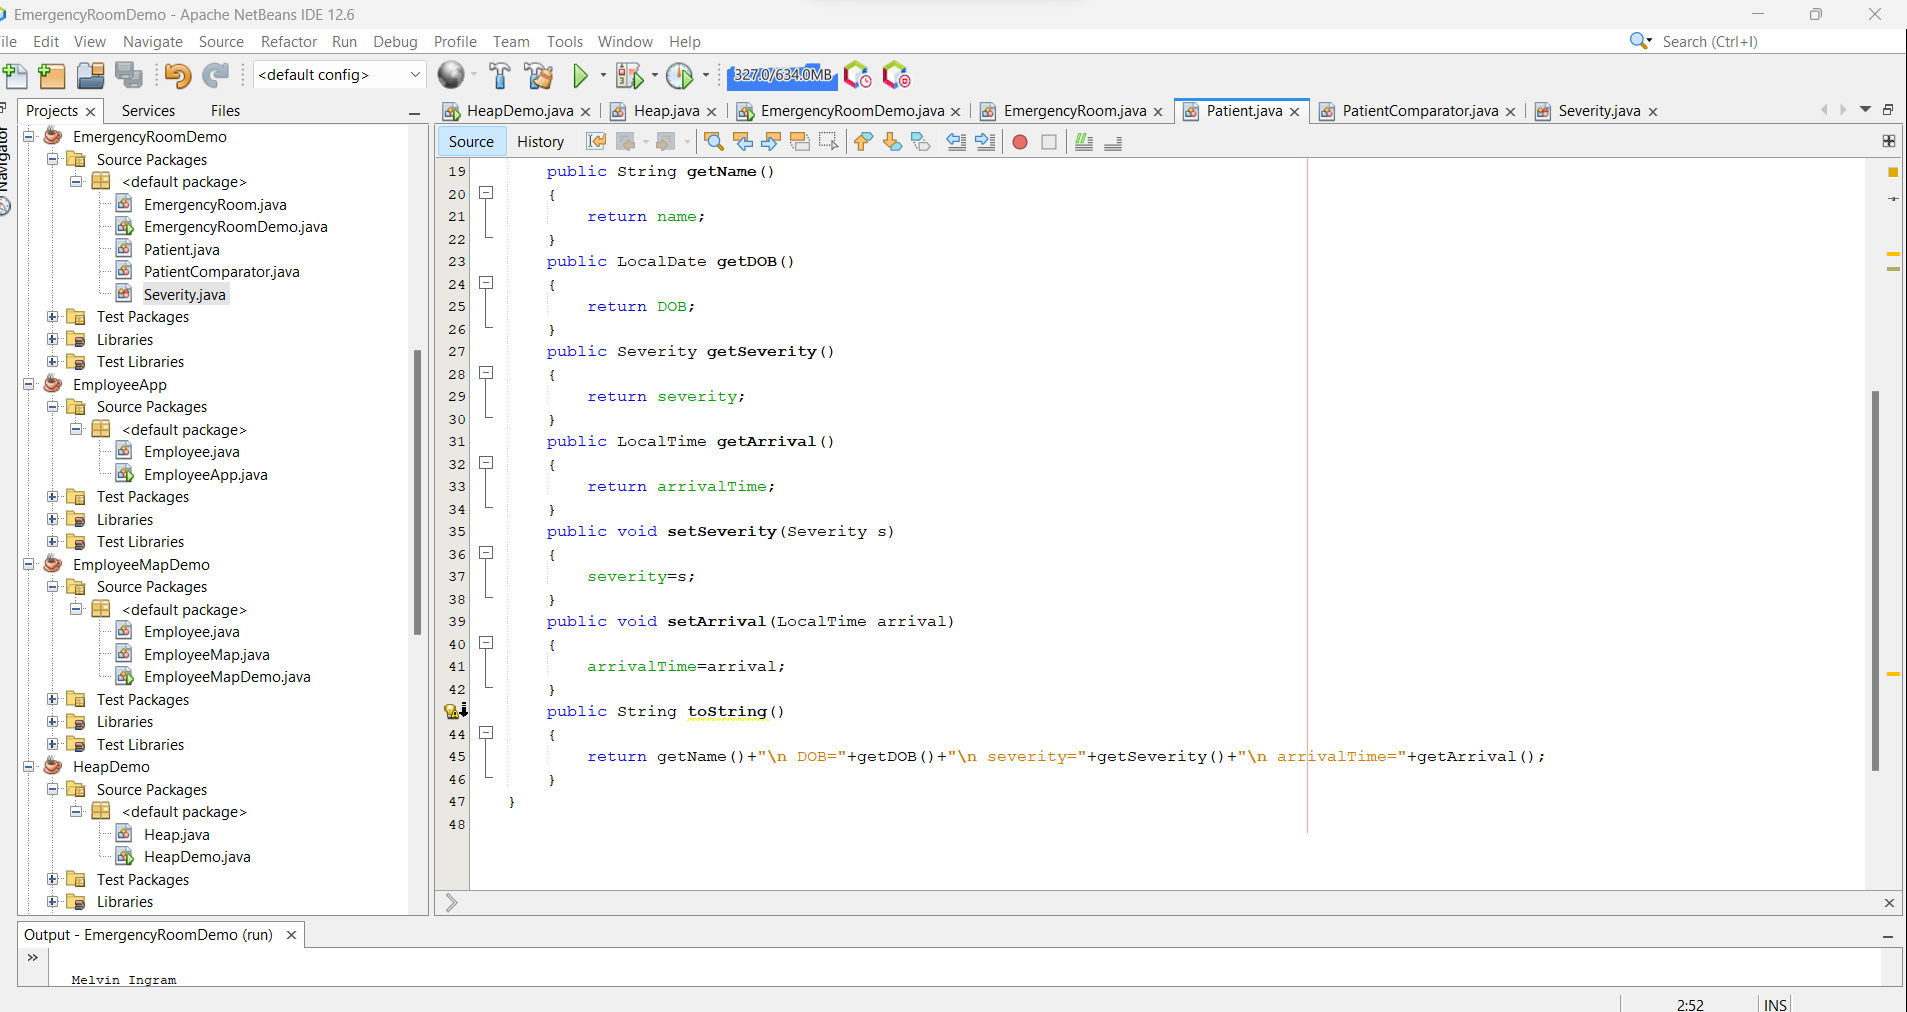 EmergencyRoomDemo - Apache NetBeans IDE 12.6
ile Edit View Navigate Source Refactor Run Debug Profile Team Tools Window Help
Search (Ctrl+I)
<default config>
327.0/634.0MB
Projects Services Files
HeapDemo.java Heap.java EmergencyRoomDemo.java EmergencyRoom.java Patient.java PatientComparator.java Severity.java
Navigator
Source History
EmergencyRoomDemo
Source Packages
<default package>
EmergencyRoom.java
EmergencyRoomDemo.java
Patient.java
PatientComparator.java
Severity.java
Test Packages
Libraries
Test Libraries
EmployeeApp
Source Packages
<default package>
Employee.java
EmployeeApp.java
Test Packages
Libraries
Test Libraries
EmployeeMapDemo
Source Packages
<default package>
Employee.java
EmployeeMap.java
EmployeeMapDemo.java
Test Packages
Libraries
Test Libraries
HeapDemo
Source Packages
<default package>
Heap.java
HeapDemo.java
Test Packages
Libraries
19 public String getName()
20 {
21 return name;
22 }
23 public LocalDate getDOB()
24 {
25 return DOB;
26 }
27 public Severity getSeverity()
28 {
29 return severity;
30 }
31 public LocalTime getArrival()
32 {
33 return arrivalTime;
34 }
35 public void setSeverity(Severity s)
36 {
37 severity=s;
38 }
39 public void setArrival(LocalTime arrival)
40 {
41 arrivalTime=arrival;
42 }
public String toString()
44 {
45 return getName()+"\n DOB="+getDOB()+"\n severity="+getSeverity()+"\n arrivalTime="+getArrival();
46 }
47 }
48
Output - EmergencyRoomDemo (run)
Melvin Ingram
2:52 INS